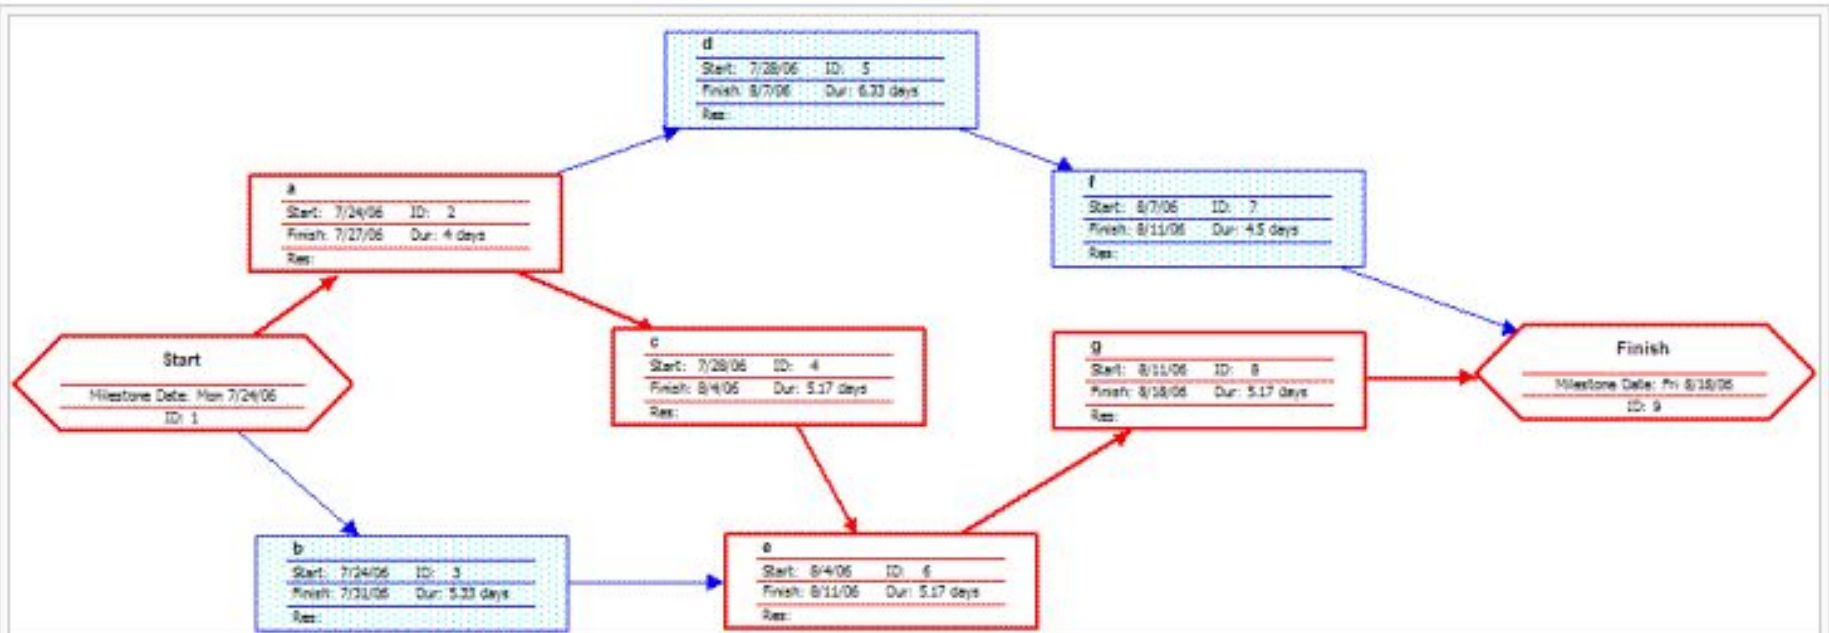 d
Start: 7/28/06 ID: 5
Finish: 8/7/06 Dur: 6.33 days
Res:
a
Start: 7/24/06 ID: 2
Finish: 7/27/06 Dur: 4 days
Res:
f
Start: 8/7/06 ID: 7
Finish: 8/11/06 Dur: 4.5 days
Res:
Start
Milestone Date: Mon 7/24/06
ID: 1
c
Start: 7/28/06 ID: 4
Finish: 8/4/06 Dur: 5.17 days
Res:
g
Start: 8/11/06 ID: 8
Finish: 8/18/06 Dur: 5.17 days
Res:
Finish
Milestone Date: Fri 8/18/06
ID: 9
b
Start: 7/24/06 ID: 3
Finish: 7/31/06 Dur: 5.33 days
Res:
e
Start: 8/4/06 ID: 6
Finish: 8/11/06 Dur: 5.17 days
Res: